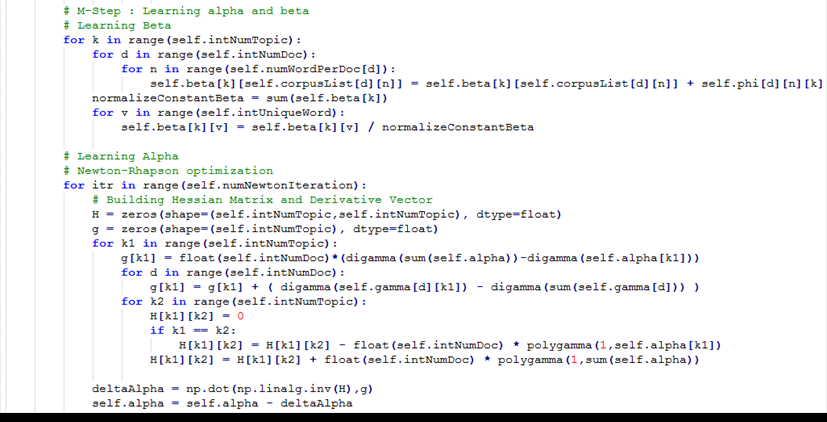 # M-Step : Learning alpha and beta
# Learning Beta
for k in range(self.intNumTopic):
for d in range(self.intNumDoc):
for n in range(self.numWordPerDoc[d]):
self.beta[k][self.corpusList[d][n]] = self.beta[k][self.corpusList[d][n]] + self.phi[d][n][k]
normalizeConstantBeta = sum(self.beta[k])
for v in range(self.intUniqueWord):
self.beta[k][v] = self.beta[k][v] / normalizeConstantBeta
# Learning Alpha
# Newton-Rhapson optimization
for itr in range(self.numNewtonIteration):
# Building Hessian Matrix and Derivative Vector
H = zeros(shape=(self.intNumTopic,self.intNumTopic), dtype=float)
g = zeros(shape=(self.intNumTopic), dtype=float)
for k1 in range(self.intNumTopic):
g[k1] = float(self.intNumDoc)*(digamma(sum(self.alpha))-digamma(self.alpha[k1]))
for d in range(self.intNumDoc):
g[k1] = g[k1] + ( digamma(self.gamma[d][k1]) - digamma(sum(self.gamma[d])) )
for k2 in range(self.intNumTopic):
H[k1][k2] = 0
if k1 == k2:
H[k1][k2] = H[k1][k2] - float(self.intNumDoc) * polygamma(1,self.alpha[k1])
H[k1][k2] = H[k1][k2] + float(self.intNumDoc) * polygamma(1,sum(self.alpha))
deltaAlpha = np.dot(np.linalg.inv(H),g)
self.alpha = self.alpha - deltaAlpha